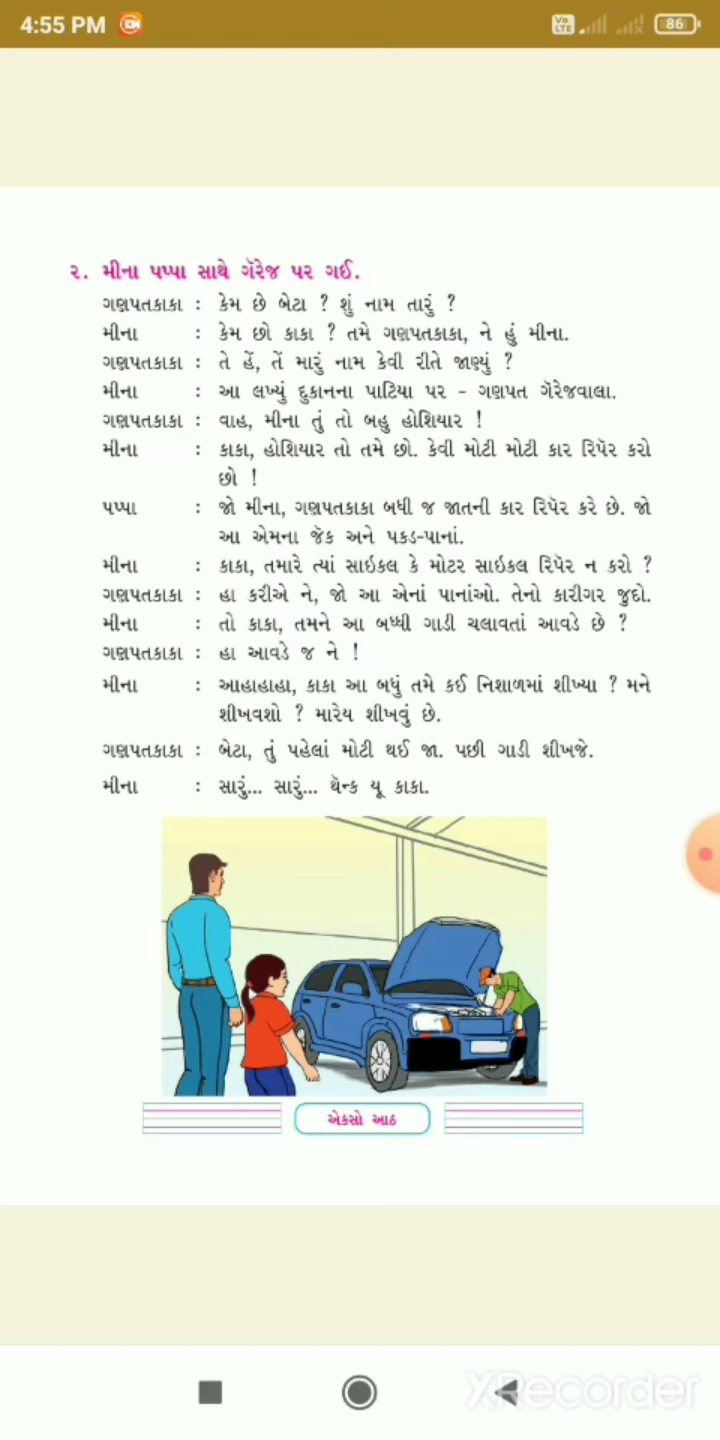 4:55 PM
Vo LTE
86
૨. મીના પપ્પા સાથે ગૅરેજ પર ગઈ.
ગણપતકાકા : કેમ છે બેટા ? શું નામ તારું ?
મીના : કેમ છો કાકા ? તમે ગણપતકાકા, ને હું મીના.
ગણપતકાકા : તે હેં, તેં મારું નામ કેવી રીતે જાણ્યું ?
મીના : આ લખ્યું દુકાનના પાટિયા પર – ગણપત ગૅરેજવાલા.
ગણપતકાકા : વાહ, મીના તું તો બહુ હોશિયાર !
મીના : કાકા, હોશિયાર તો તમે છો. કેવી મોટી મોટી કાર રિપૅર કરો
છો !
પપ્પા : જો મીના, ગણપતકાકા બધી જ જાતની કાર રિપૅર કરે છે. જો
આ એમના જૅક અને પકડ-પાનાં.
મીના : કાકા, તમારે ત્યાં સાઇકલ કે મોટર સાઇકલ રિપૅર ન કરો ?
ગણપતકાકા : હા કરીએ ને, જો આ એનાં પાનાંઓ. તેનો કારીગર જુદો.
મીના : તો કાકા, તમને આ બધ્ધી ગાડી ચલાવતાં આવડે છે ?
ગણપતકાકા : હા આવડે જ ને !
મીના : આહાહાહા, કાકા આ બધું તમે કઈ નિશાળમાં શીખ્યા ? મને
શીખવશો ? મારેય શીખવું છે.
ગણપતકાકા : બેટા, તું પહેલાં મોટી થઈ જા. પછી ગાડી શીખજે.
મીના : સારું... સારું... થૅન્ક યૂ કાકા.
એકસો આઠ
XRecorder